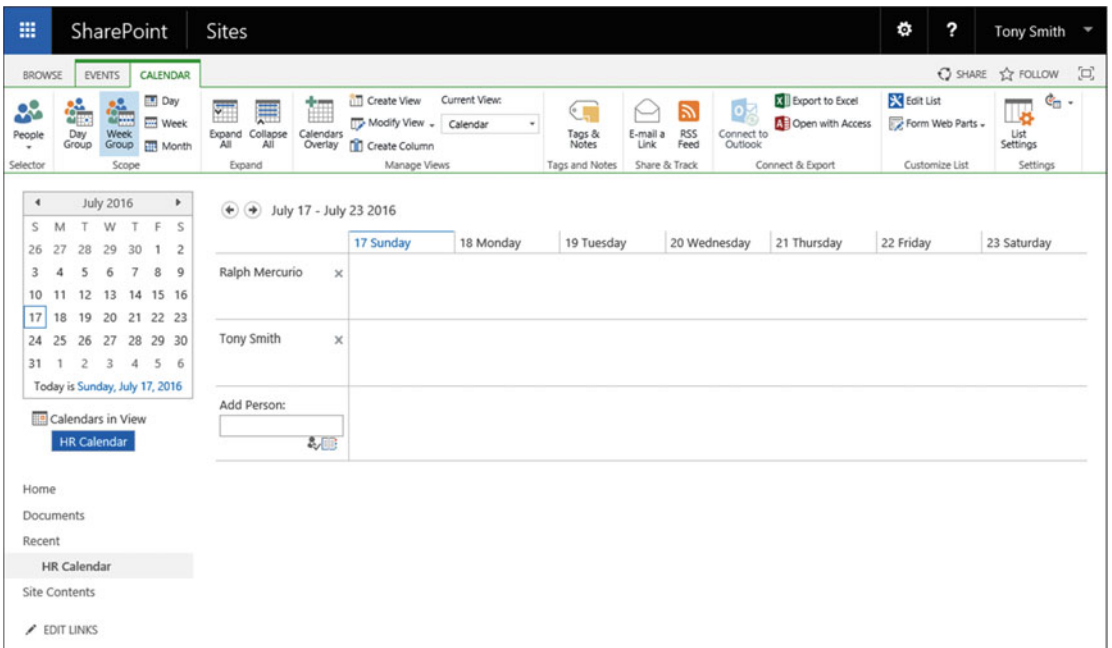 SharePoint Sites ? Tony Smith
BROWSE EVENTS CALENDAR SHARE FOLLOW
People
Selector
Day Group
Week Group
Day
Week
Month
Scope
Expand All
Collapse All
Expand
Calendars Overlay
Create View
Modify View
Create Column
Current View:
Calendar
Manage Views
Tags & Notes
Tags and Notes
E-mail a Link
RSS Feed
Share & Track
Connect to Outlook
Export to Excel
Open with Access
Connect & Export
Edit List
Form Web Parts
Customize List
List Settings
Settings
July 2016
S M T W T F S
26 27 28 29 30 1 2
3 4 5 6 7 8 9
10 11 12 13 14 15 16
17 18 19 20 21 22 23
24 25 26 27 28 29 30
31 1 2 3 4 5 6
Today is Sunday, July 17, 2016
Calendars in View
HR Calendar
Home
Documents
Recent
HR Calendar
Site Contents
EDIT LINKS
July 17 - July 23 2016
17 Sunday 18 Monday 19 Tuesday 20 Wednesday 21 Thursday 22 Friday 23 Saturday
Ralph Mercurio
Tony Smith
Add Person: